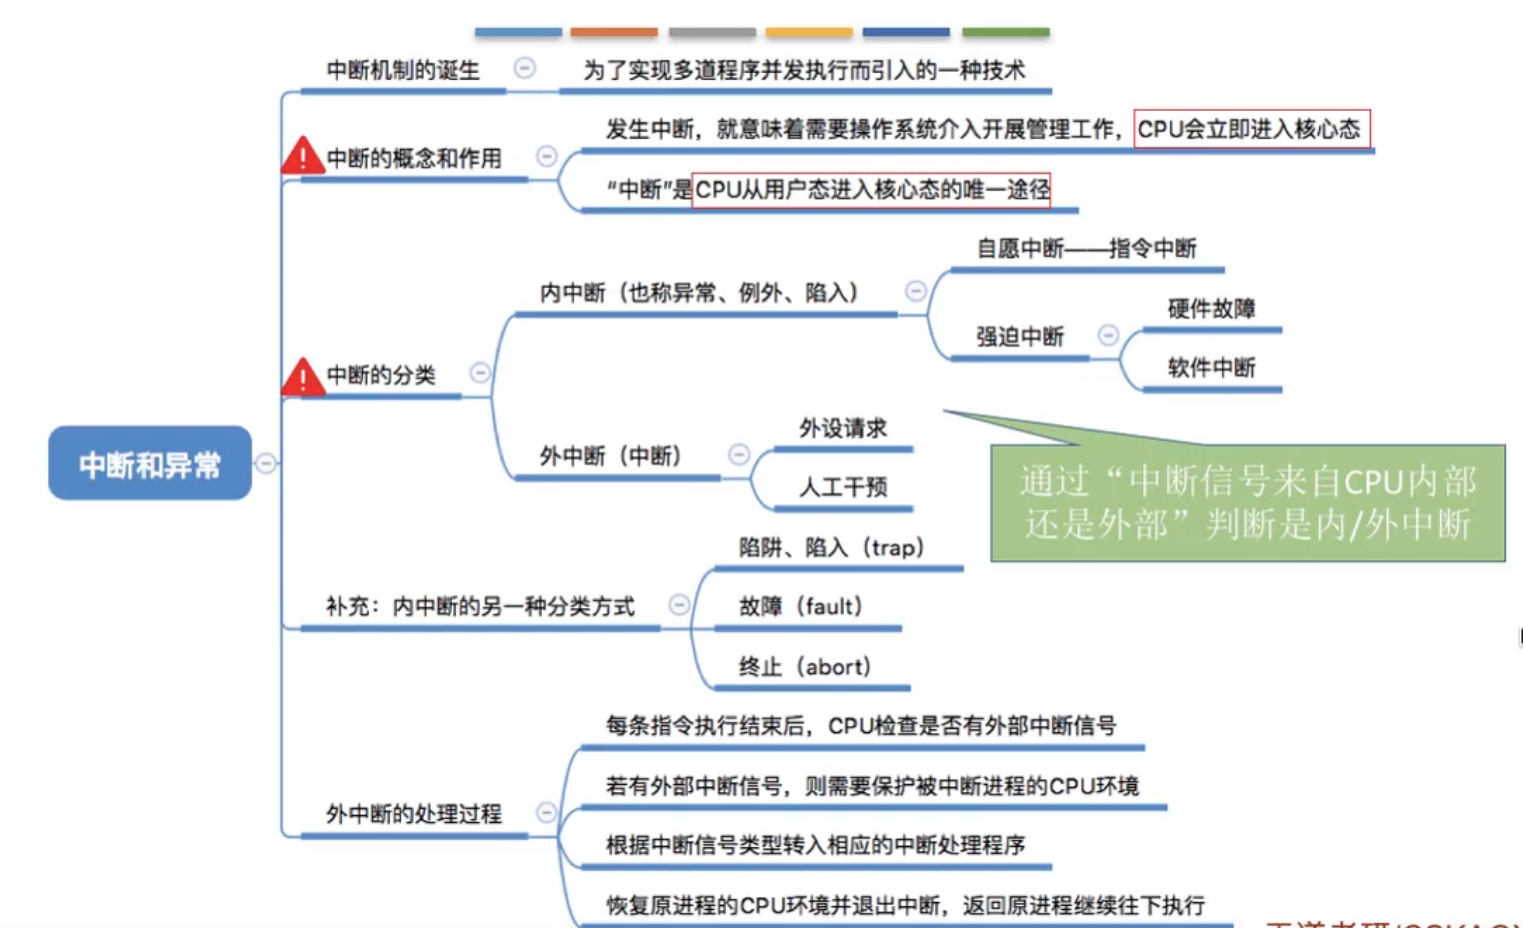 中断机制的诞生
为了实现多道程序并发执行而引入的一种技术
中断的概念和作用
发生中断，就意味着需要操作系统介入开展管理工作，CPU会立即进入核心态
“中断”是CPU从用户态进入核心态的唯一途径
中断的分类
内中断（也称异常、例外、陷入）
自愿中断——指令中断
强迫中断
硬件故障
软件中断
外中断（中断）
外设请求
人工干预
通过“中断信号来自CPU内部
还是外部”判断是内/外中断
中断和异常
补充：内中断的另一种分类方式
陷阱、陷入（trap）
故障（fault）
终止（abort）
外中断的处理过程
每条指令执行结束后，CPU检查是否有外部中断信号
若有外部中断信号，则需要保护被中断进程的CPU环境
根据中断信号类型转入相应的中断处理程序
恢复原进程的CPU环境并退出中断，返回原进程继续往下执行